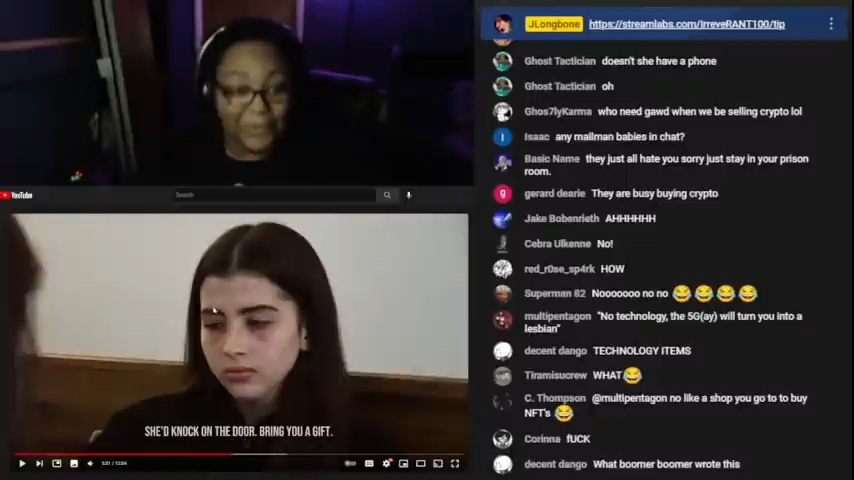 JLongbone https://streamlabs.com/IrreveRANT100/tip
Ghost Tactician doesn't she have a phone
Ghost Tactician oh
Ghos7lyKarma who need gawd when we be selling crypto lol
Isaac any mailman babies in chat?
Basic Name they just all hate you sorry just stay in your prison
room.
gerard dearie They are busy buying crypto
Jake Bobenrieth AHHHHHH
Cebra Ulkenne No!
red_r0se_sp4rk HOW
Superman 82 Nooooooo no no 😂😂😂😂
multipentagon "No technology, the 5G(ay) will turn you into a
lesbian"
decent dango TECHNOLOGY ITEMS
Tiramisucrew WHAT😂
C. Thompson @multipentagon no like a shop you go to to buy
NFT's 😂
Corinna fUCK
decent dango What boomer boomer wrote this
YouTube
Search
SHE'D KNOCK ON THE DOOR. BRING YOU A GIFT.